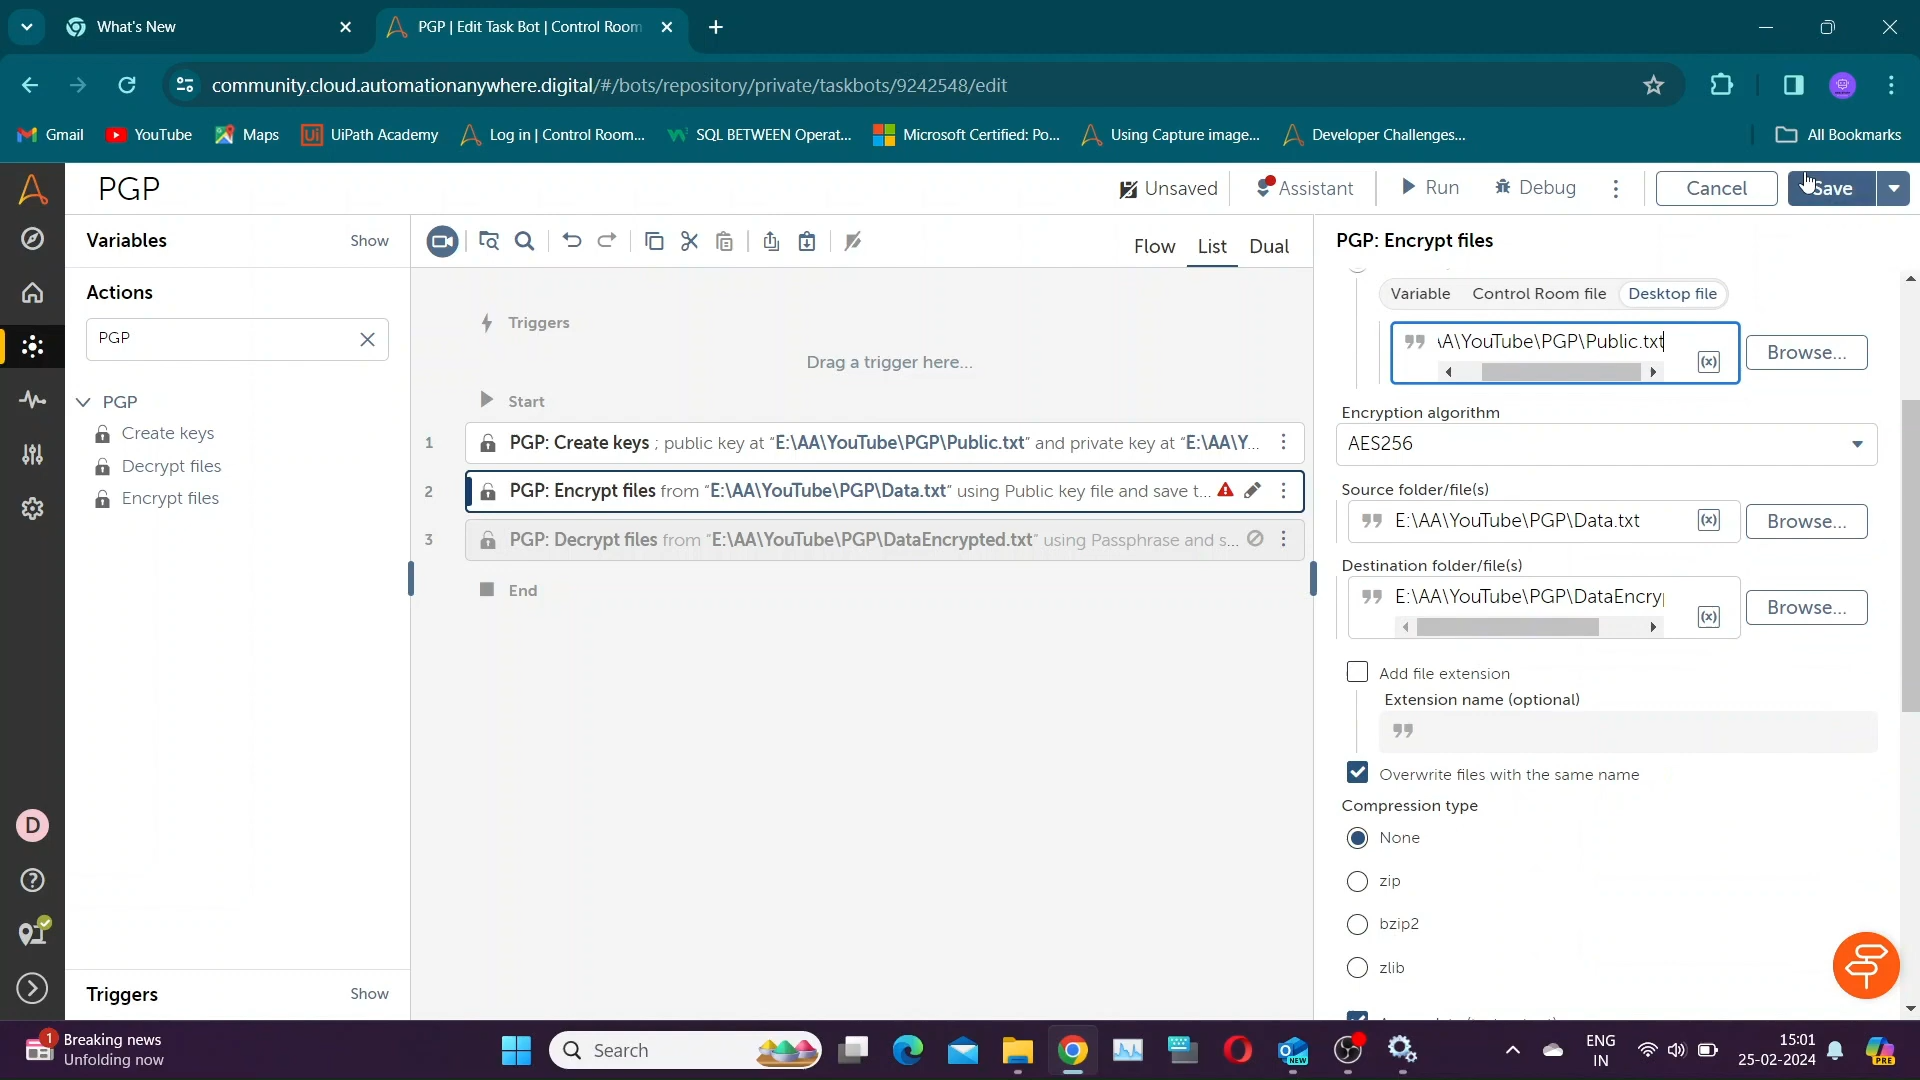 What's New
PGP | Edit Task Bot | Control Room
community.cloud.automationanywhere.digital/#/bots/repository/private/taskbots/9242548/edit
Gmail
YouTube
Maps
UiPath Academy
Log in | Control Room...
SQL BETWEEN Operat...
Microsoft Certified: Po...
Using Capture image...
Developer Challenges...
All Bookmarks
PGP
Unsaved
Assistant
Run
Debug
Cancel
Save
Variables
Show
Flow
List
Dual
PGP: Encrypt files
Actions
PGP
PGP
Create keys
Decrypt files
Encrypt files
Triggers
Show
Triggers
Drag a trigger here...
Start
1 PGP: Create keys ; public key at "E:\AA\YouTube\PGP\Public.txt" and private key at "E:\AA\Y...
2 PGP: Encrypt files from "E:\AA\YouTube\PGP\Data.txt" using Public key file and save t...
3 PGP: Decrypt files from "E:\AA\YouTube\PGP\DataEncrypted.txt" using Passphrase and s...
End
Variable Control Room file Desktop file
\A\YouTube\PGP\Public.txt
(x)
Browse...
Encryption algorithm
AES256
Source folder/file(s)
E:\AA\YouTube\PGP\Data.txt
(x)
Browse...
Destination folder/file(s)
E:\AA\YouTube\PGP\DataEncry
(x)
Browse...
Add file extension
Extension name (optional)
Overwrite files with the same name
Compression type
None
zip
bzip2
zlib
D
1
Breaking news
Unfolding now
Search
NEW
ENG
IN
15:01
25-02-2024
PRE